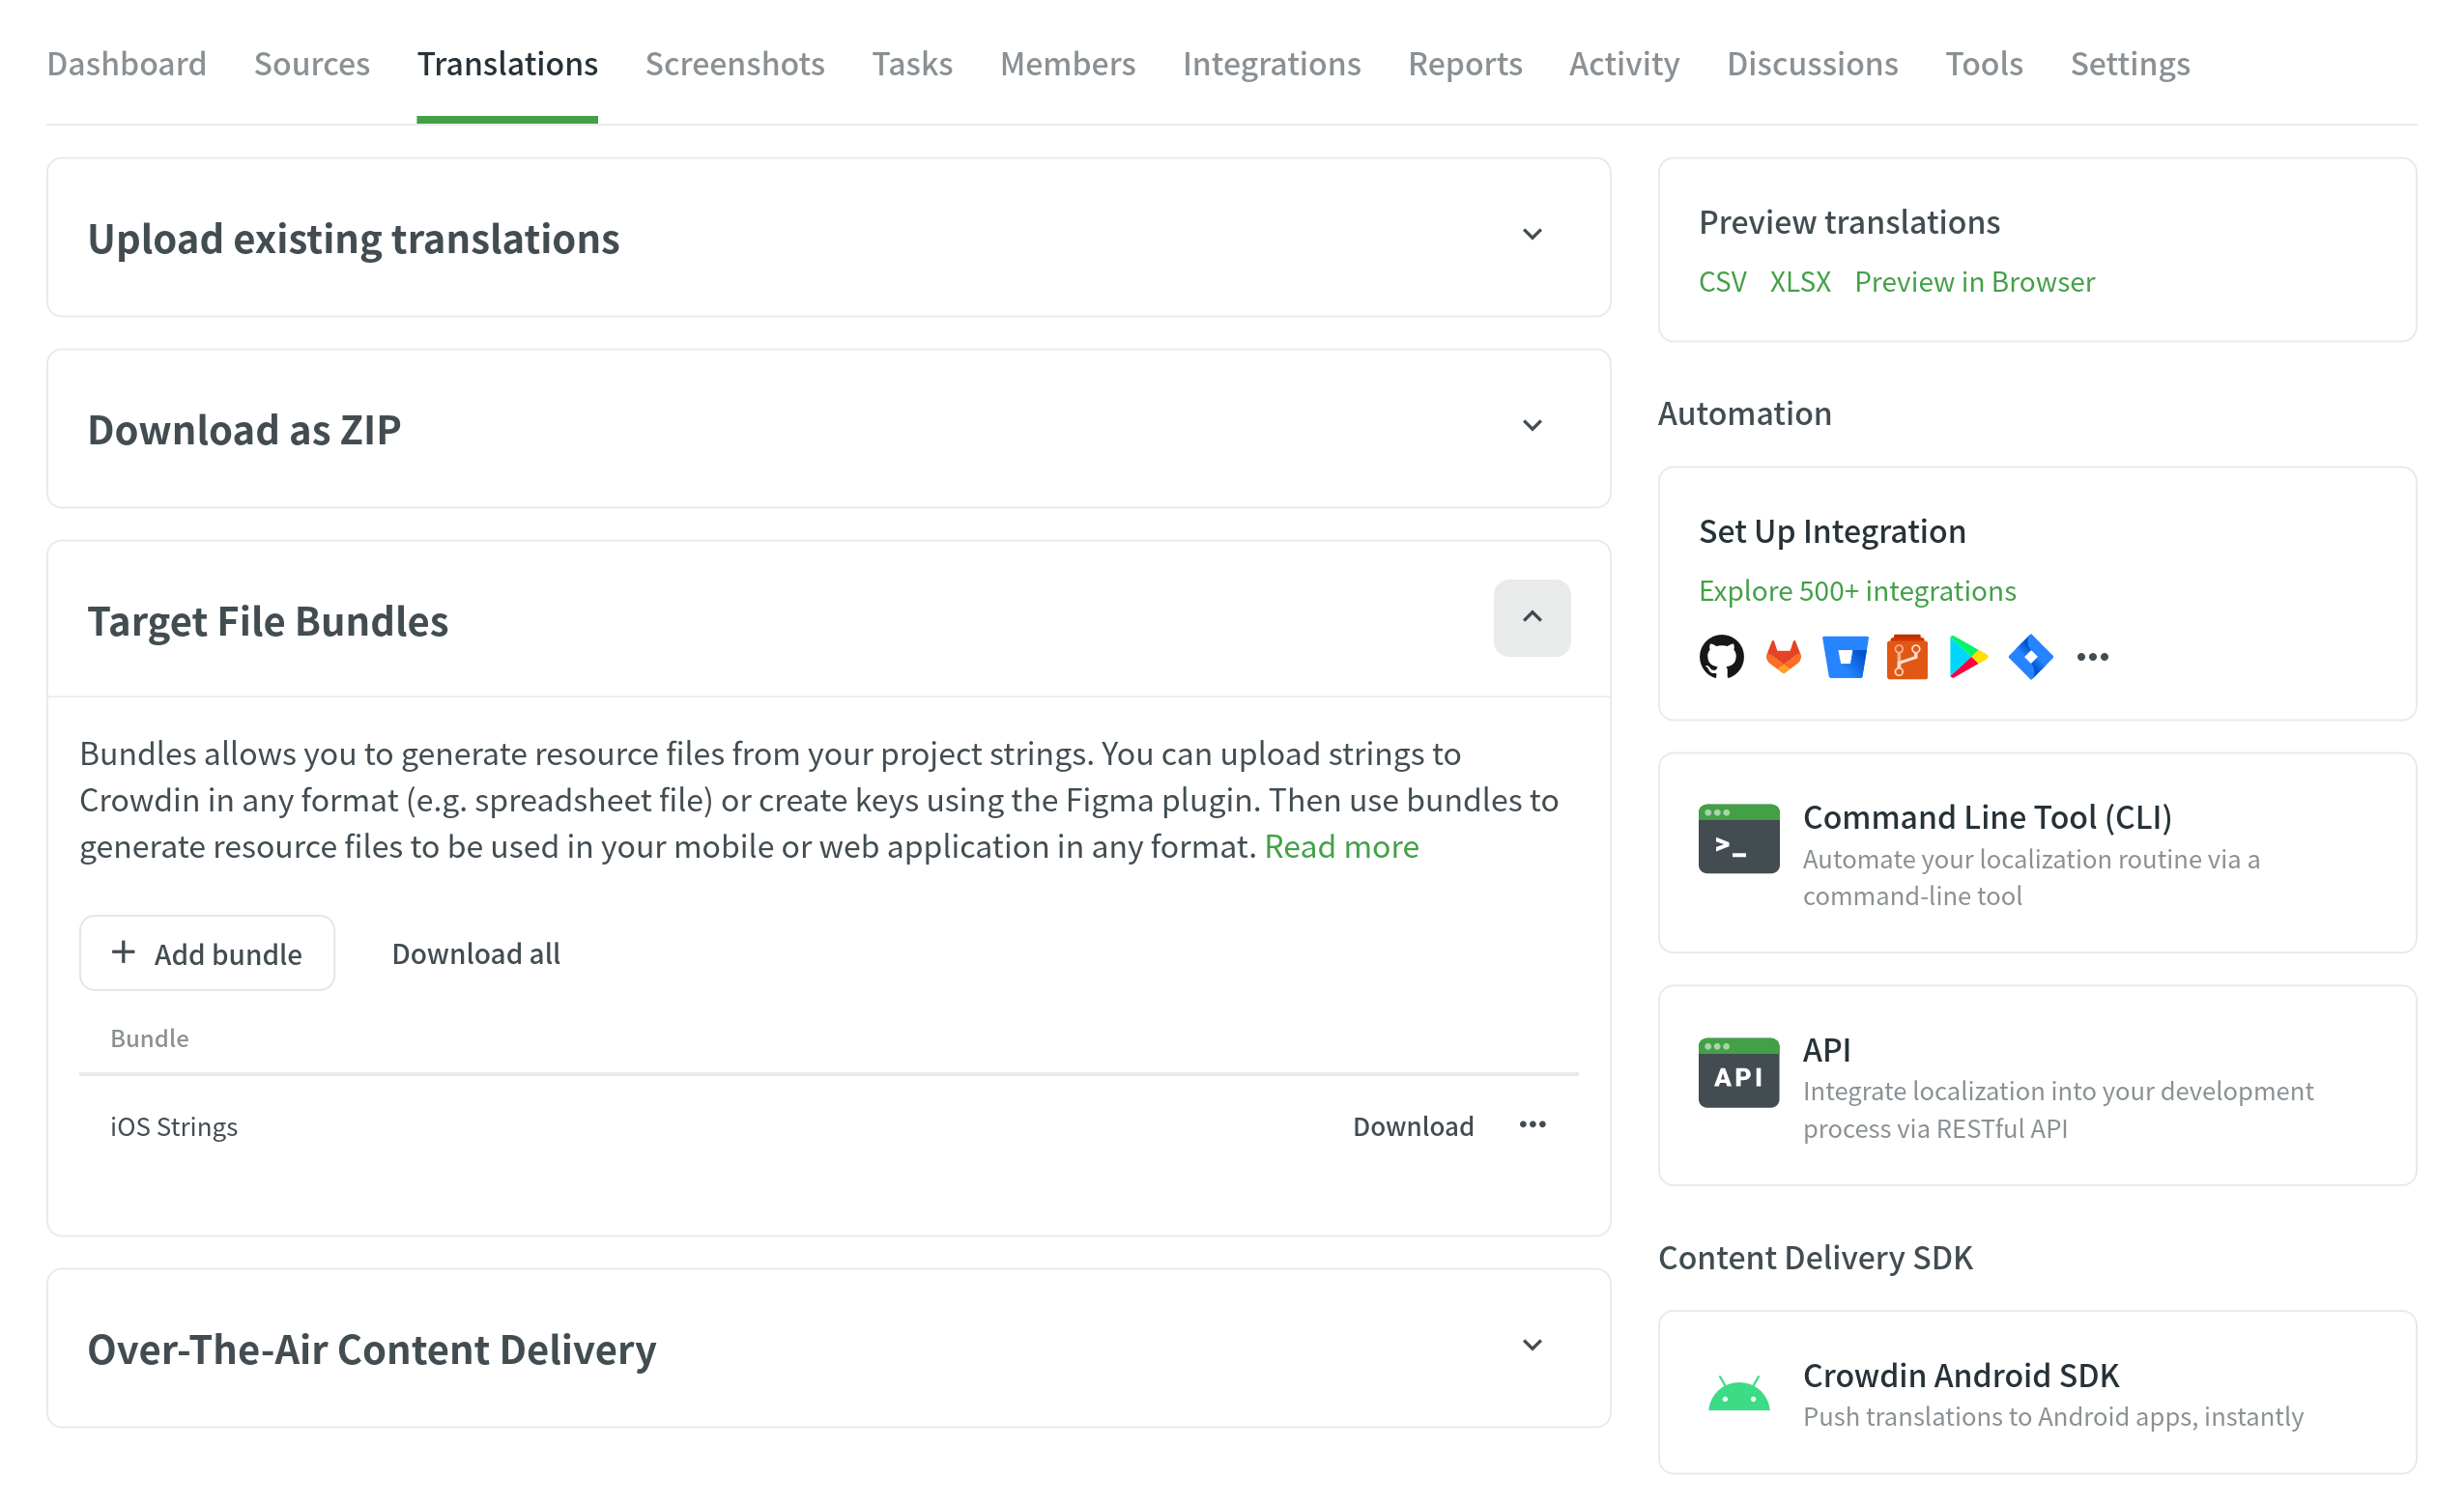 Dashboard Sources Translations Screenshots Tasks Members Integrations Reports Activity Discussions Tools Settings
Upload existing translations
Download as ZIP
Target File Bundles
Bundles allows you to generate resource files from your project strings. You can upload strings to
Crowdin in any format (e.g. spreadsheet file) or create keys using the Figma plugin. Then use bundles to
generate resource files to be used in your mobile or web application in any format. Read more
+ Add bundle Download all
Bundle
iOS Strings Download •••
Over-The-Air Content Delivery
Preview translations
CSV XLSX Preview in Browser
Automation
Set Up Integration
Explore 500+ integrations
•••
>_
Command Line Tool (CLI)
Automate your localization routine via a
command-line tool
API
API
Integrate localization into your development
process via RESTful API
Content Delivery SDK
Crowdin Android SDK
Push translations to Android apps, instantly